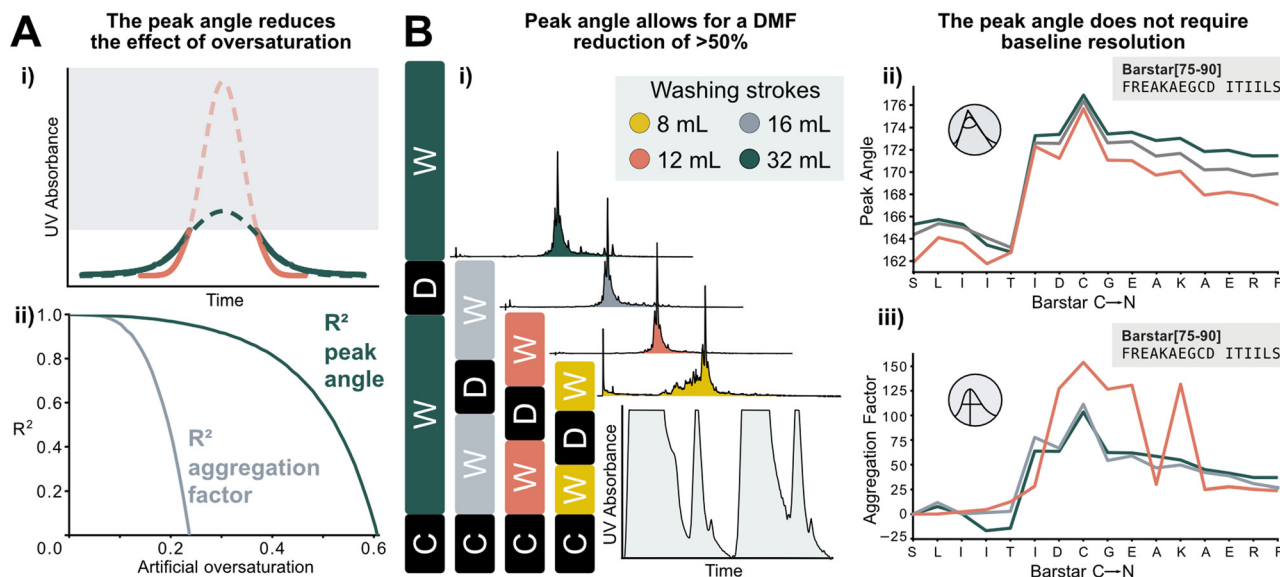 A
The peak angle reduces
the effect of oversaturation
i)
UV Absorbance
Time
ii)
1.0
0.8
0.6
0.4
0.2
0.0
R²
R²
peak
angle
R²
aggregation
factor
0.2
0.4
0.6
Artificial oversaturation
B
Peak angle allows for a DMF
reduction of >50%
i)
Washing strokes
8 mL
16 mL
12 mL
32 mL
W
D
W
C
W
D
W
C
W
D
W
C
W
D
W
C
UV Absorbance
Time
The peak angle does not require
baseline resolution
ii)
Barstar[75-90]
FREAKAEGCD ITIILS
Peak Angle
176
174
172
170
168
166
164
162
S L I I T I D C G E A K A E R F
Barstar C→N
iii)
Barstar[75-90]
FREAKAEGCD ITIILS
Aggregation Factor
150
125
100
75
50
25
0
−25
S L I I T I D C G E A K A E R F
Barstar C→N